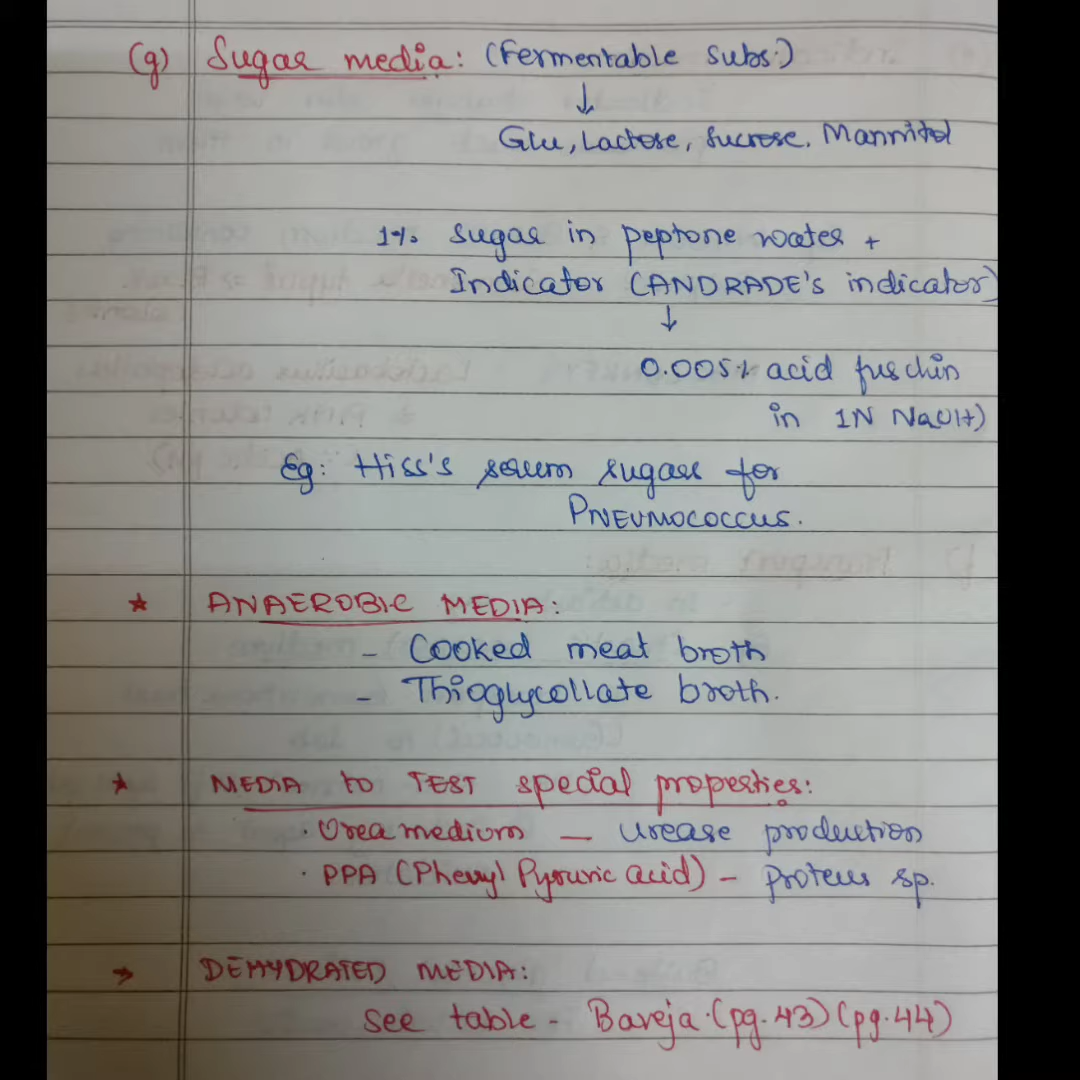 (g) Sugar media: (Fermentable Subs.)
↓
Glu, Lactose, Sucrose, Mannitol
1% Sugar in peptone water +
Indicator (ANDRADE's indicator)
↓
0.005% acid fuschin
in 1N NaOH)
Eg: Hiss's serum sugars for
PNEUMOCOCCUS.
★ ANAEROBIC MEDIA:
- Cooked meat broth
- Thioglycollate broth.
★ MEDIA to TEST special properties:
· Urea medium — Urease production
· PPA (Phenyl Pyruvic acid) - Proteus sp.
→ DEHYDRATED MEDIA:
See table - Baveja (pg.43) (pg.44)